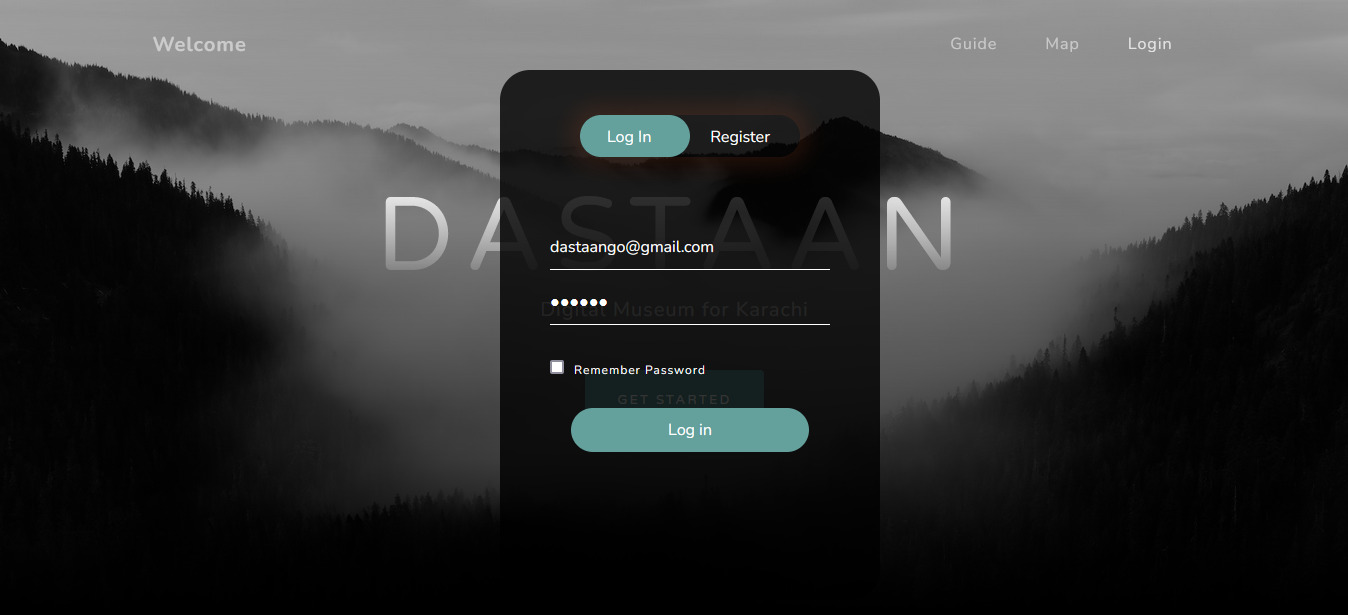 Welcome
Guide Map Login
Log In Register
DASTAAN
dastaango@gmail.com
••••••
Digital Museum for Karachi
Remember Password
GET STARTED
Log in